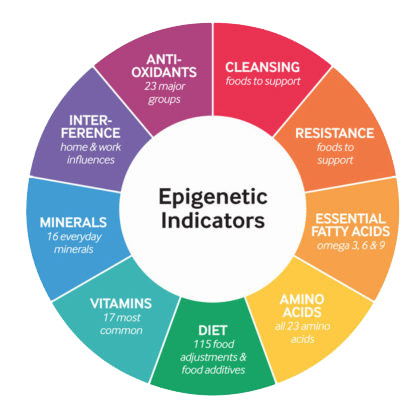 Epigenetic
Indicators
CLEANSING
foods to support
RESISTANCE
foods to
support
ESSENTIAL
FATTY ACIDS
omega 3, 6 & 9
AMINO
ACIDS
all 23 amino
acids
DIET
115 food
adjustments &
food additives
VITAMINS
17 most
common
MINERALS
16 everyday
minerals
INTER-
FERENCE
home & work
influences
ANTI-
OXIDANTS
23 major
groups